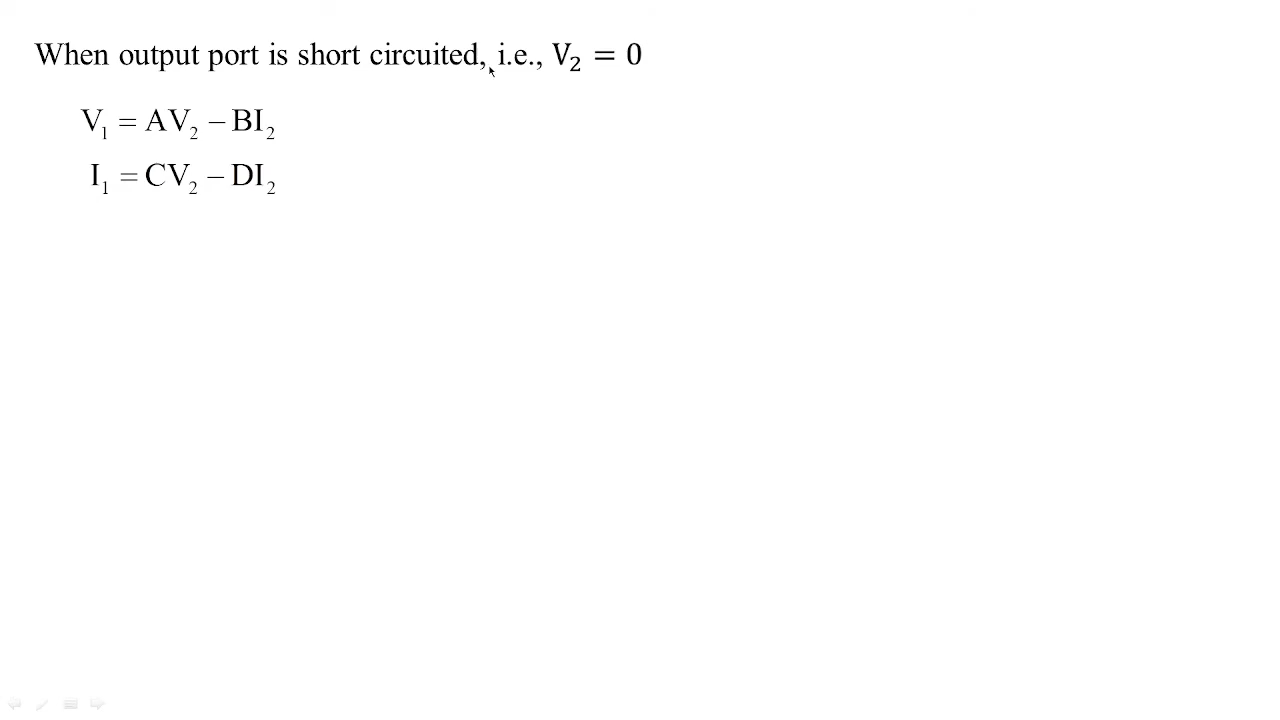 When output port is short circuited, i.e., V₂ = 0
V₁ = AV₂ − BI₂
I₁ = CV₂ − DI₂